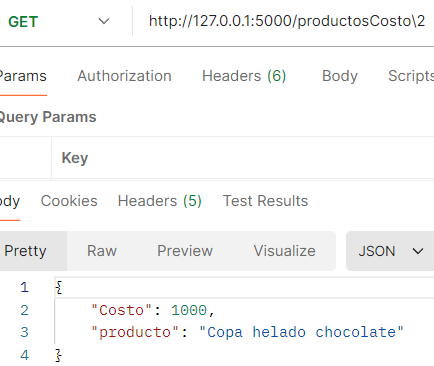 GET http://127.0.0.1:5000/productosCosto\2
Params Authorization Headers (6) Body Scripts
Query Params
Key
ody Cookies Headers (5) Test Results
Pretty Raw Preview Visualize JSON
1 {
2 "Costo": 1000,
3 "producto": "Copa helado chocolate"
4 }